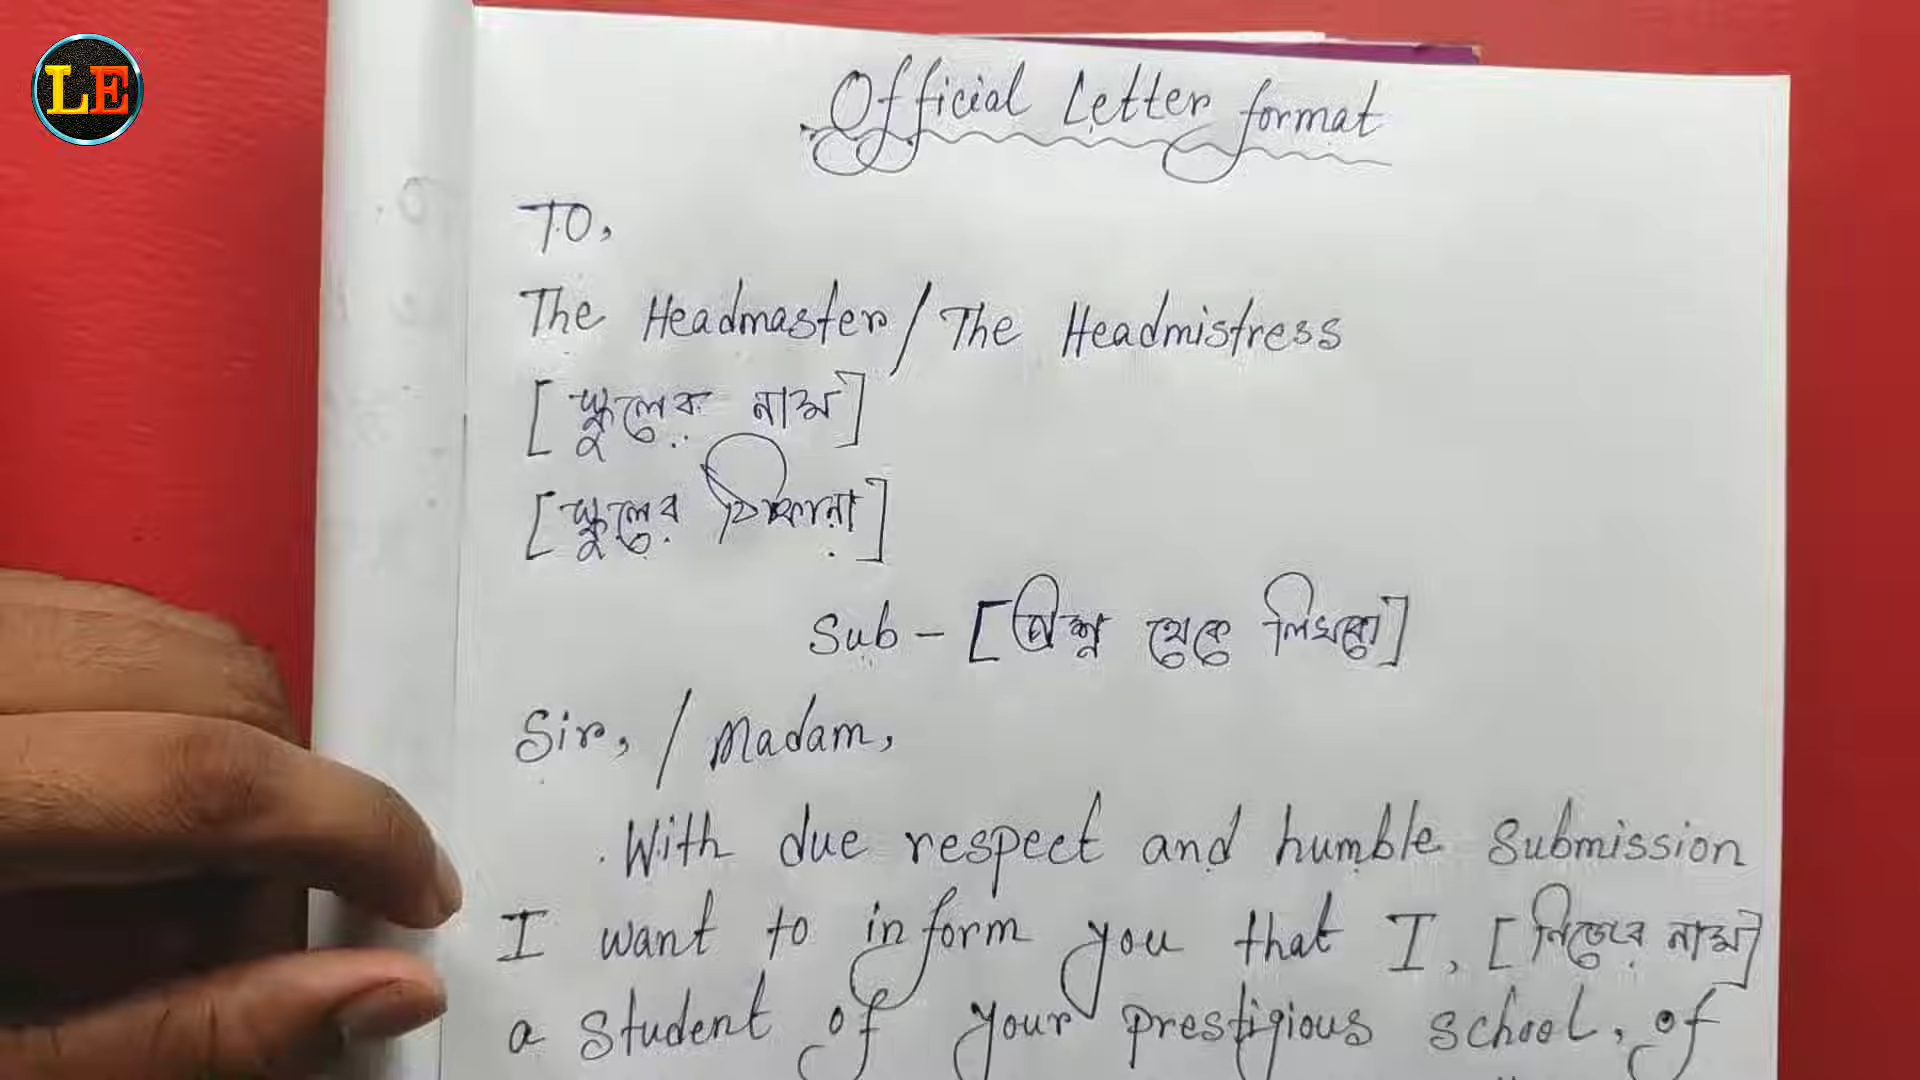 LE
Official Letter format
To,
The Headmaster / The Headmistress
[স্কুলের নাম]
[স্কুলের ঠিকানা]
Sub - [প্রশ্ন থেকে লিখবো]
Sir, / Madam,
With due respect and humble submission
I want to inform you that I, [নিজের নাম]
a student of your prestigious school, of